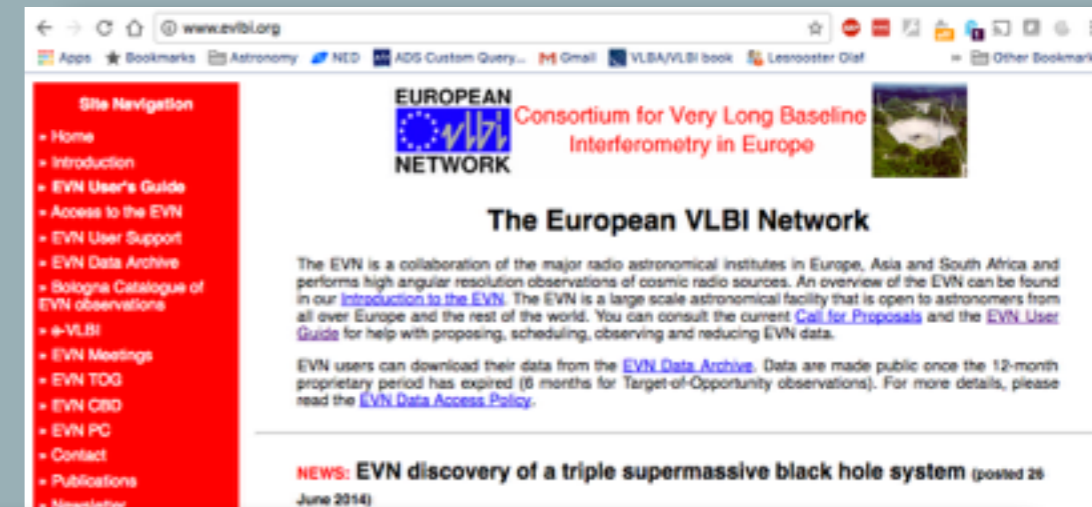 www.evlbi.org
Apps Bookmarks Astronomy NED ADS Custom Query... Gmail VLBA/VLBI book Lesrooster Olaf » Other Bookmark
Site Navigation
» Home
» Introduction
» EVN User's Guide
» Access to the EVN
» EVN User Support
» EVN Data Archive
» Bologna Catalogue of
EVN observations
» e-VLBI
» EVN Meetings
» EVN TOG
» EVN CBD
» EVN PC
» Contact
» Publications
» Newsletter
EUROPEAN
vlbi
NETWORK
Consortium for Very Long Baseline
Interferometry in Europe
The European VLBI Network
The EVN is a collaboration of the major radio astronomical institutes in Europe, Asia and South Africa and
performs high angular resolution observations of cosmic radio sources. An overview of the EVN can be found
in our Introduction to the EVN. The EVN is a large scale astronomical facility that is open to astronomers from
all over Europe and the rest of the world. You can consult the current Call for Proposals and the EVN User
Guide for help with proposing, scheduling, observing and reducing EVN data.
EVN users can download their data from the EVN Data Archive. Data are made public once the 12-month
proprietary period has expired (6 months for Target-of-Opportunity observations). For more details, please
read the EVN Data Access Policy.
NEWS: EVN discovery of a triple supermassive black hole system (posted 26
June 2014)